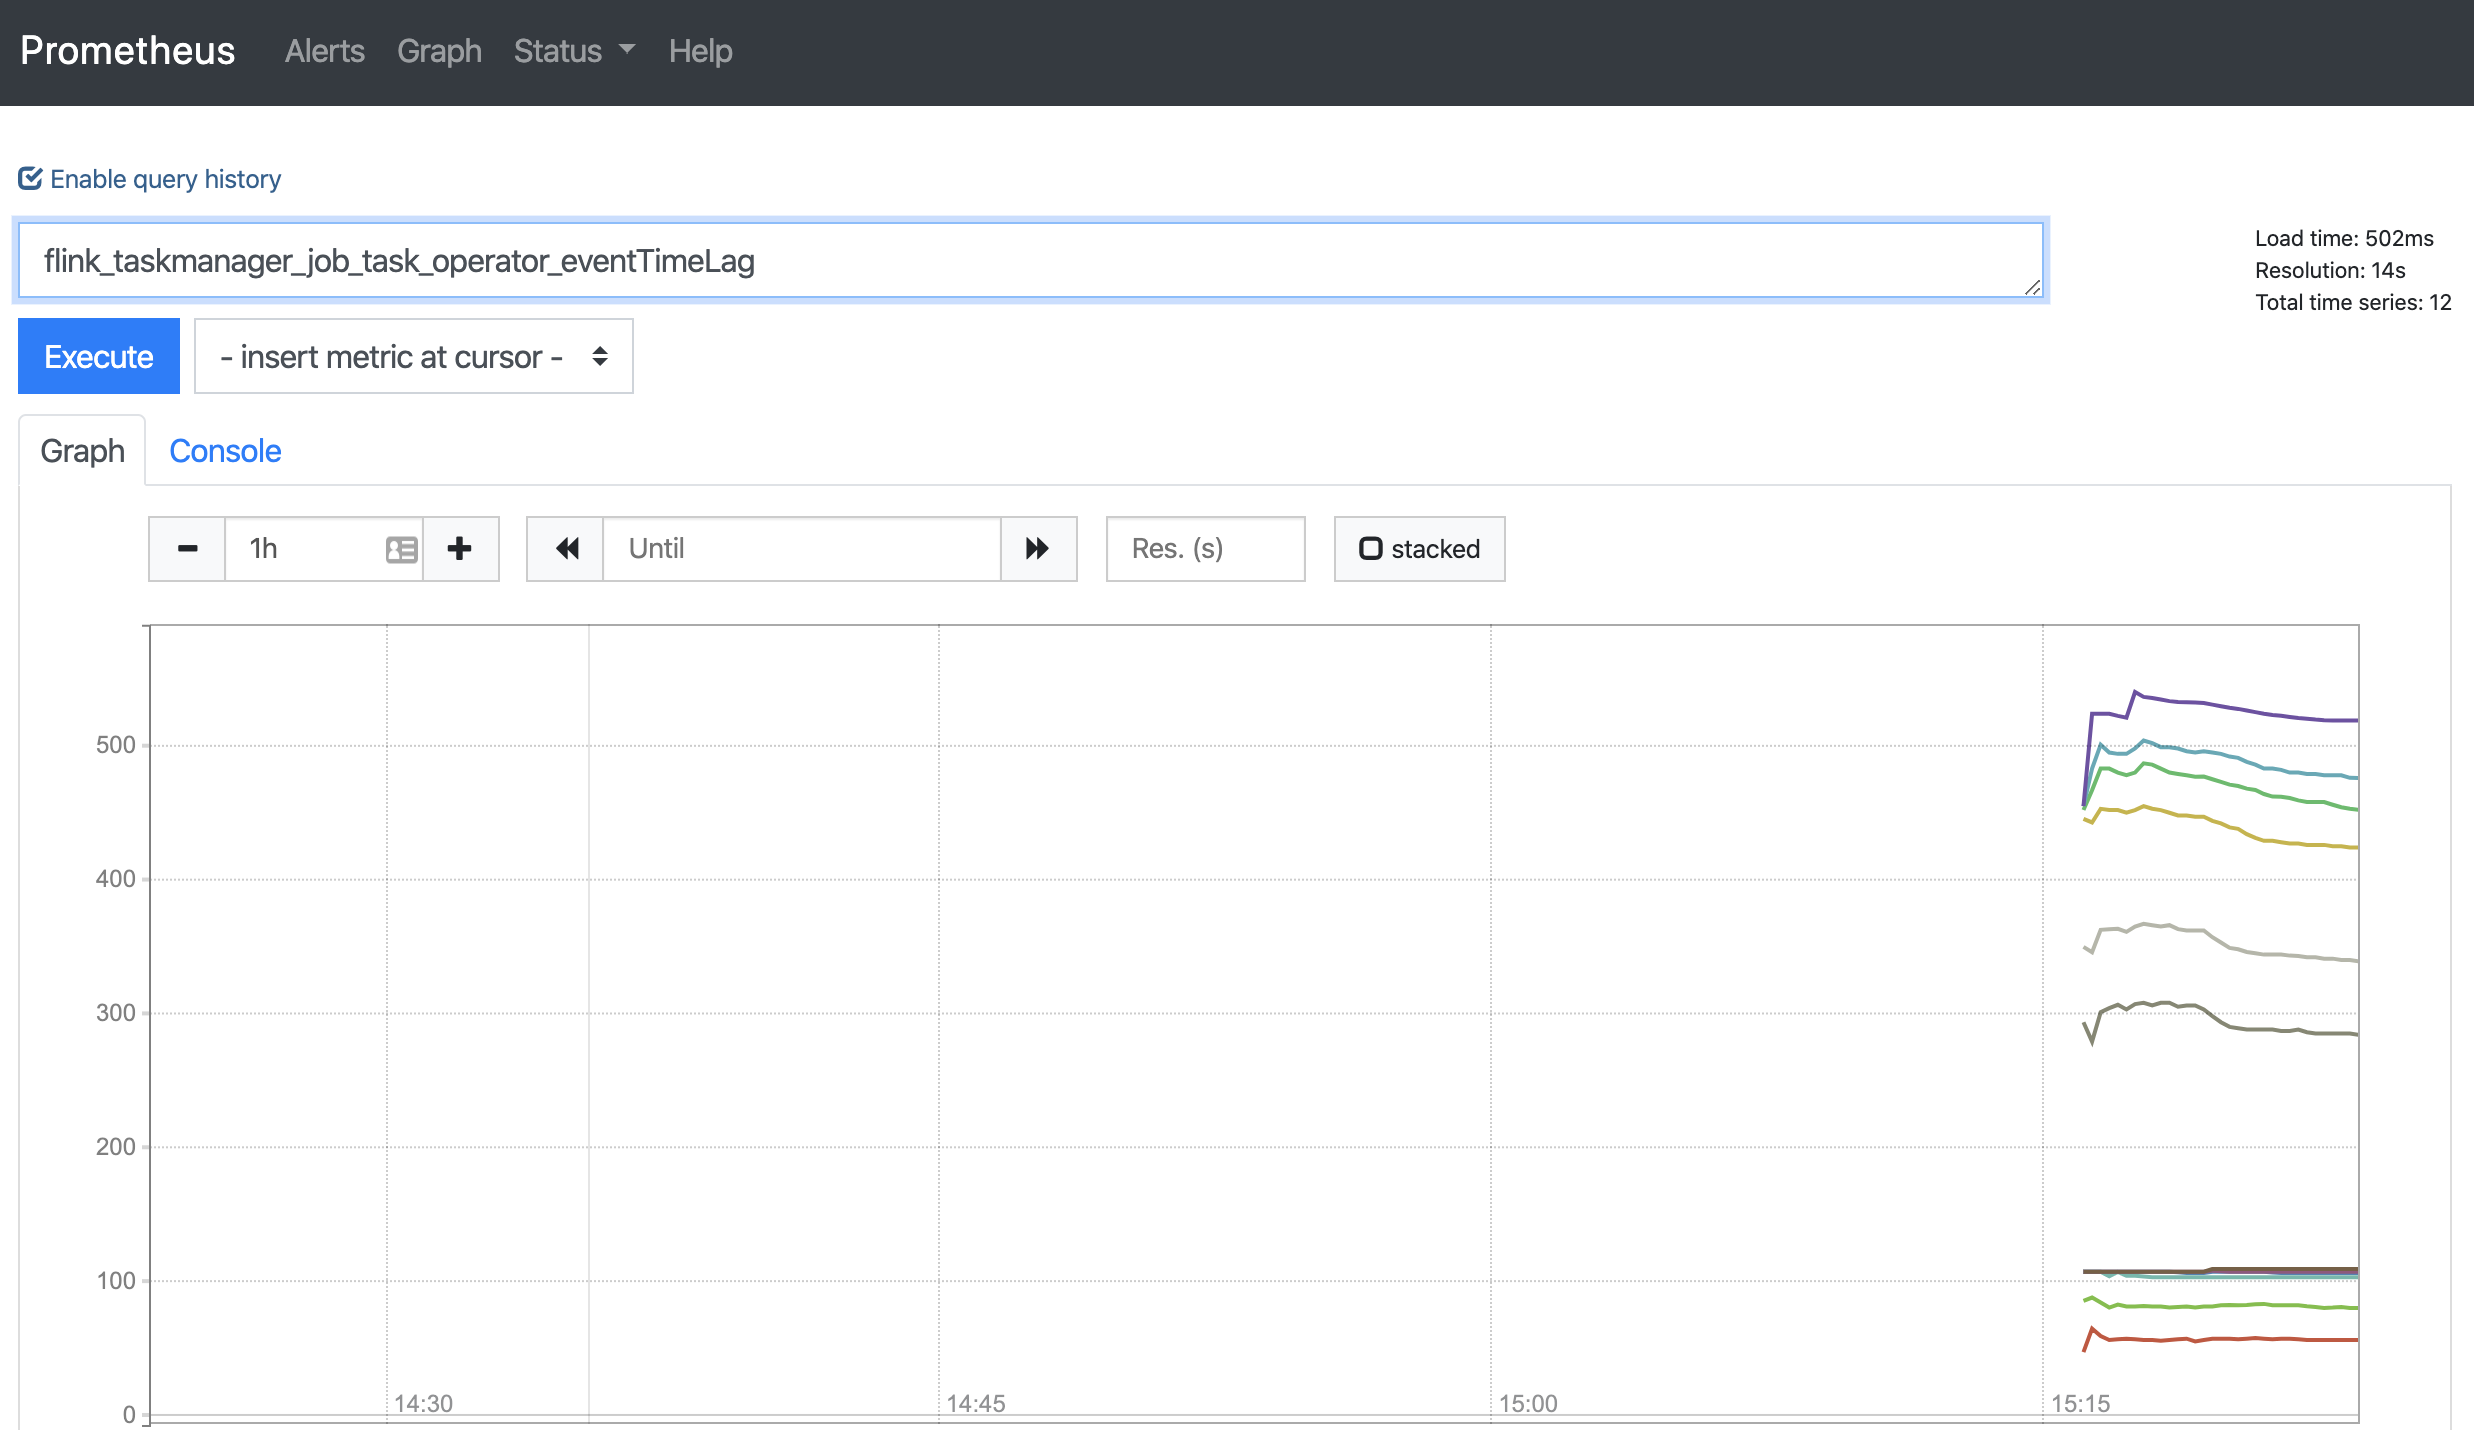 Prometheus Alerts Graph Status Help
Enable query history
flink_taskmanager_job_task_operator_eventTimeLag
Load time: 502ms
Resolution: 14s
Total time series: 12
Execute - insert metric at cursor -
Graph Console
1h Until Res. (s) stacked
500
400
300
200
100
0
14:30 14:45 15:00 15:15